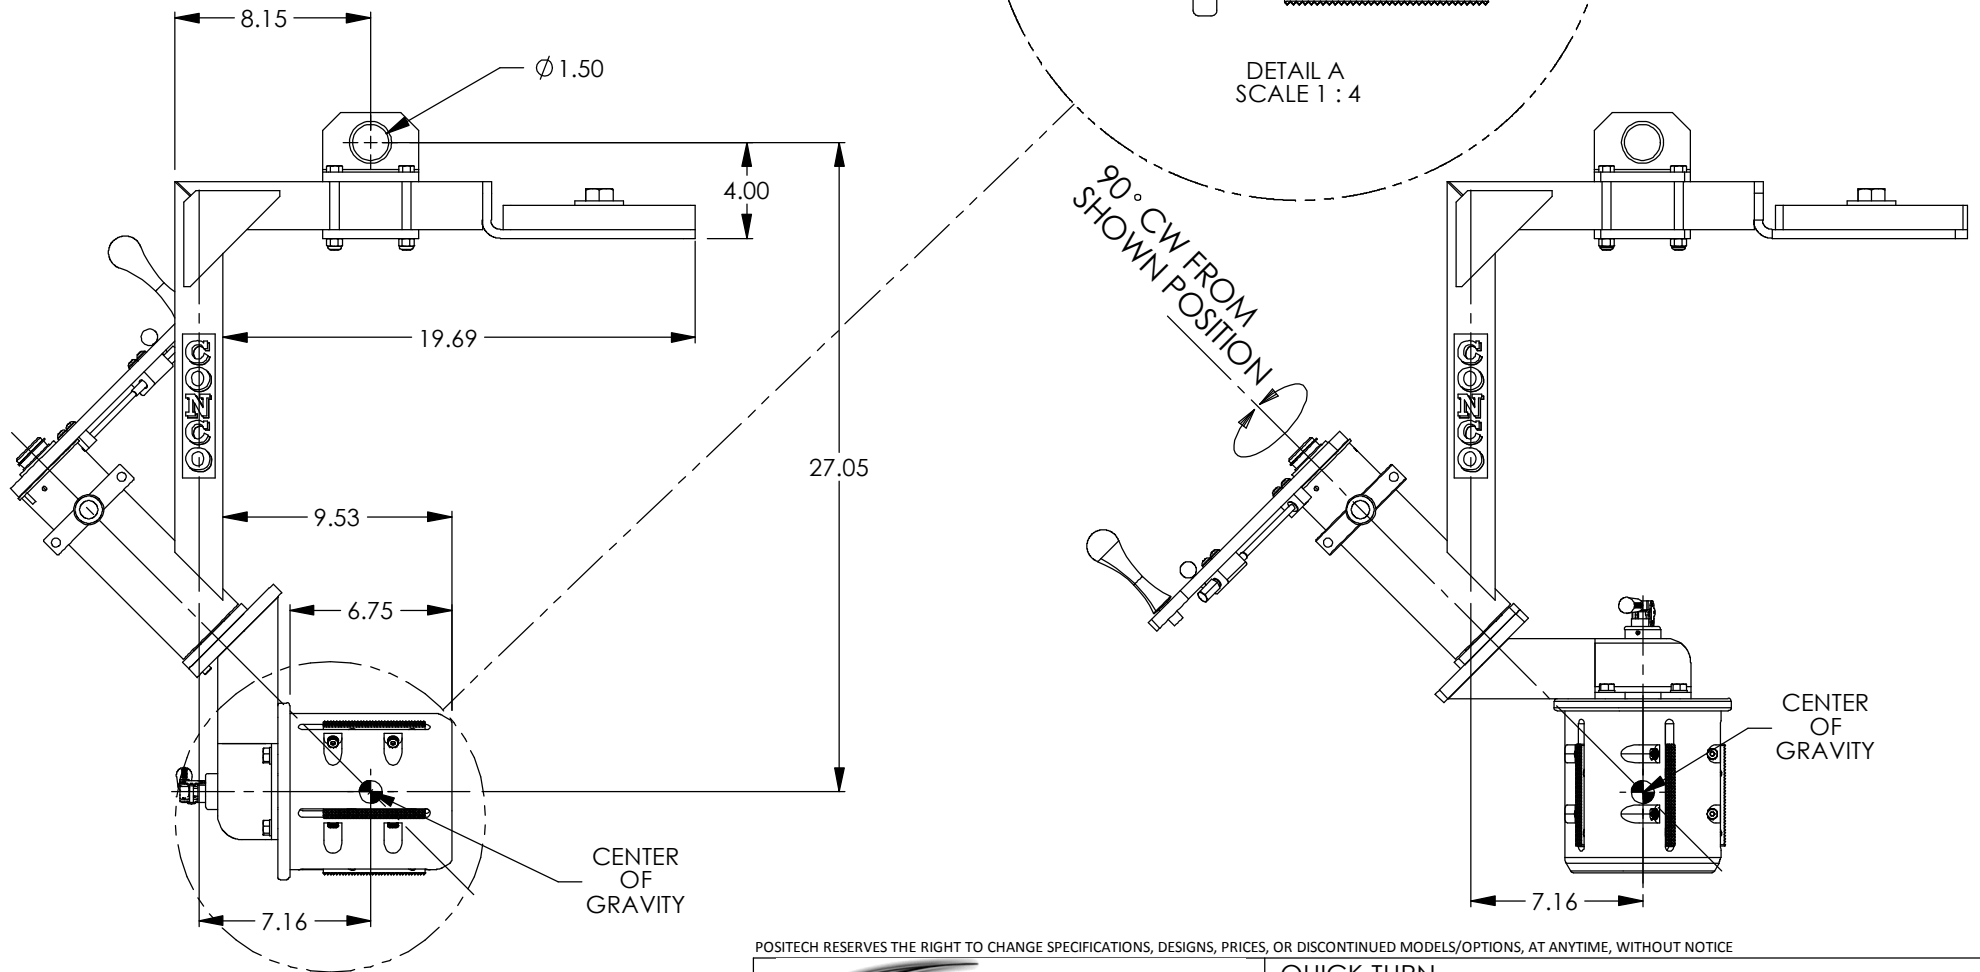 8.15
Ø1.50
DETAIL A
SCALE 1 : 4
4.00
90° CW FROM
SHOWN POSITION
19.69
CONCO
CONCO
27.05
9.53
6.75
CENTER
OF
GRAVITY
CENTER
OF
GRAVITY
7.16
7.16
POSITECH RESERVES THE RIGHT TO CHANGE SPECIFICATIONS, DESIGNS, PRICES, OR DISCONTINUED MODELS/OPTIONS, AT ANYTIME, WITHOUT NOTICE
QUICK TURN